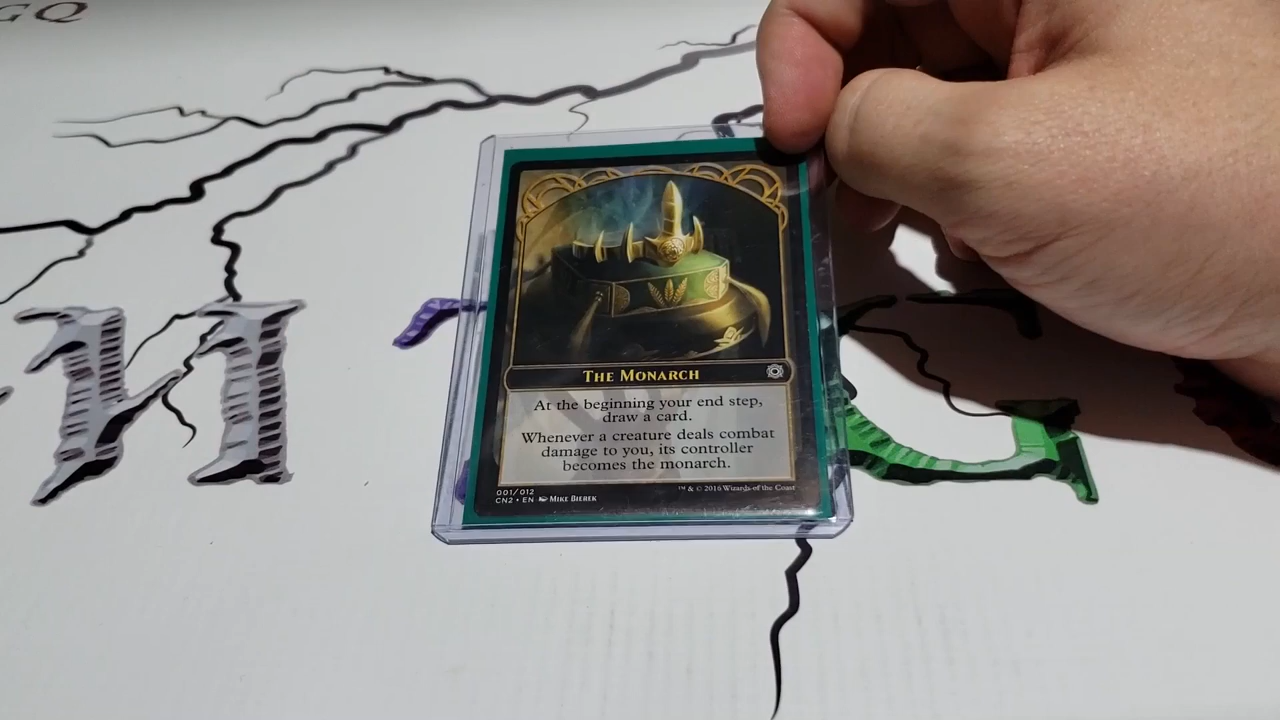 GQ
THE MONARCH
At the beginning your end step,
draw a card.
Whenever a creature deals combat
damage to you, its controller
becomes the monarch.
001/012
CN2 • EN MIKE BIEREK
™ & © 2016 Wizards of the Coast